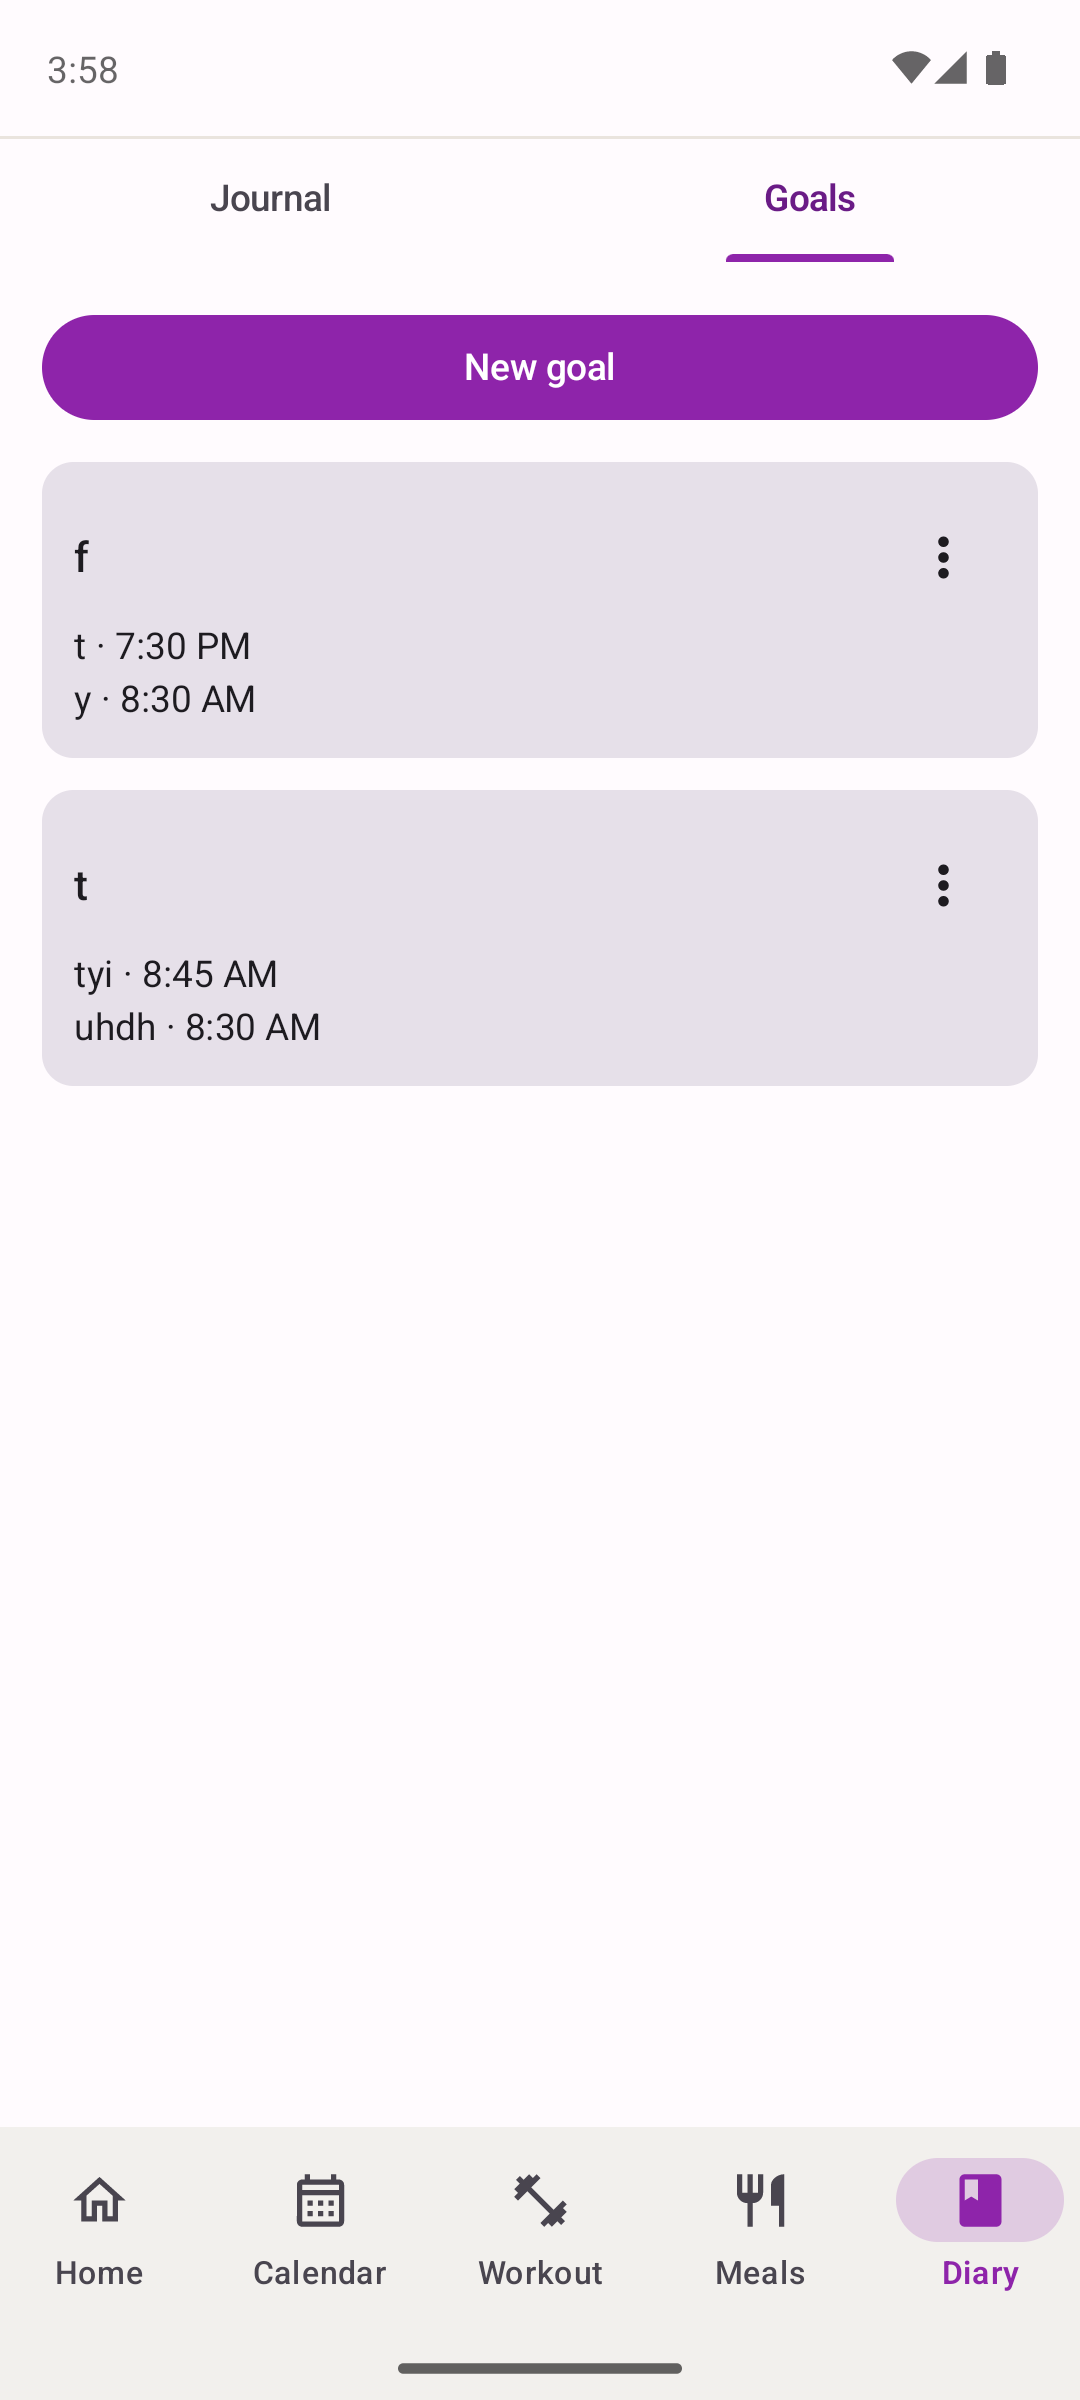 3:58
Journal
Goals
New goal
f
t · 7:30 PM
y · 8:30 AM
t
tyi · 8:45 AM
uhdh · 8:30 AM
Home
Calendar
Workout
Meals
Diary